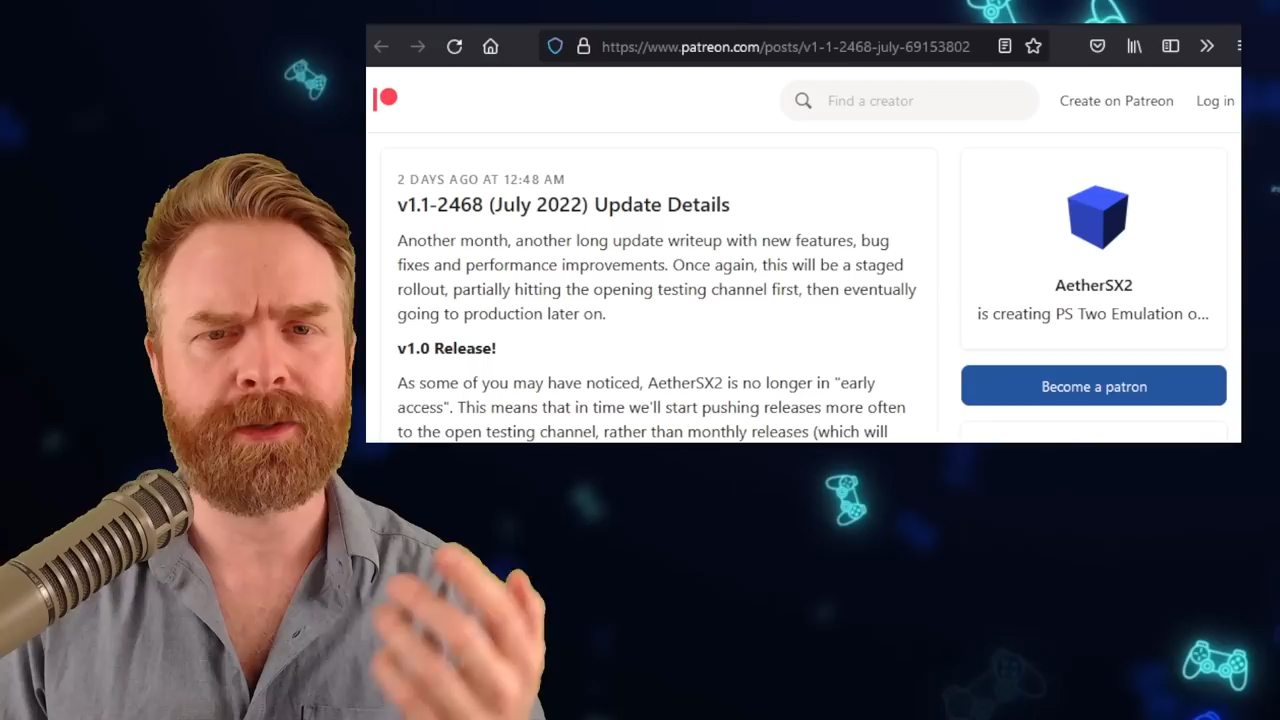 https://www.patreon.com/posts/v1-1-2468-july-69153802
Find a creator
Create on Patreon
Log in
2 DAYS AGO AT 12:48 AM
v1.1-2468 (July 2022) Update Details
Another month, another long update writeup with new features, bug
fixes and performance improvements. Once again, this will be a staged
rollout, partially hitting the opening testing channel first, then eventually
going to production later on.
v1.0 Release!
As some of you may have noticed, AetherSX2 is no longer in "early
access". This means that in time we'll start pushing releases more often
to the open testing channel, rather than monthly releases (which will
AetherSX2
is creating PS Two Emulation o...
Become a patron